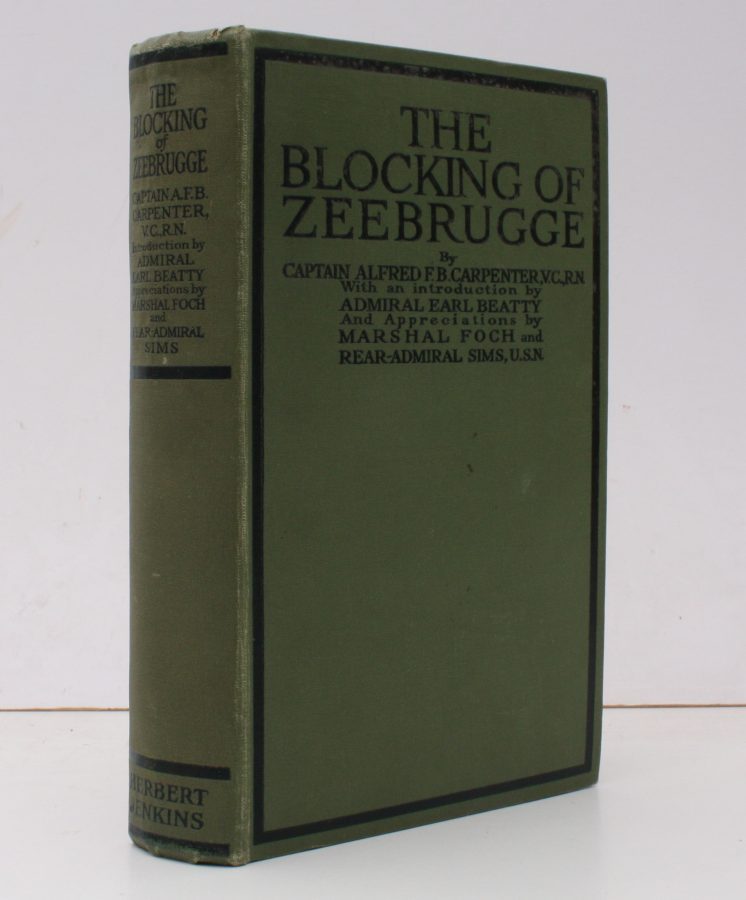 THE
BLOCKING
of
ZEEBRUGGE
CAPTAIN A.F.B.
CARPENTER,
V.C.,R.N.
Introduction by
ADMIRAL
EARL BEATTY
Appreciations by
MARSHAL FOCH
and
REAR-ADMIRAL
SIMS
HERBERT
JENKINS
THE
BLOCKING OF
ZEEBRUGGE
By
CAPTAIN ALFRED F.B. CARPENTER, V.C., R.N.
With an introduction by
ADMIRAL EARL BEATTY
And Appreciations by
MARSHAL FOCH and
REAR-ADMIRAL SIMS, U.S.N.